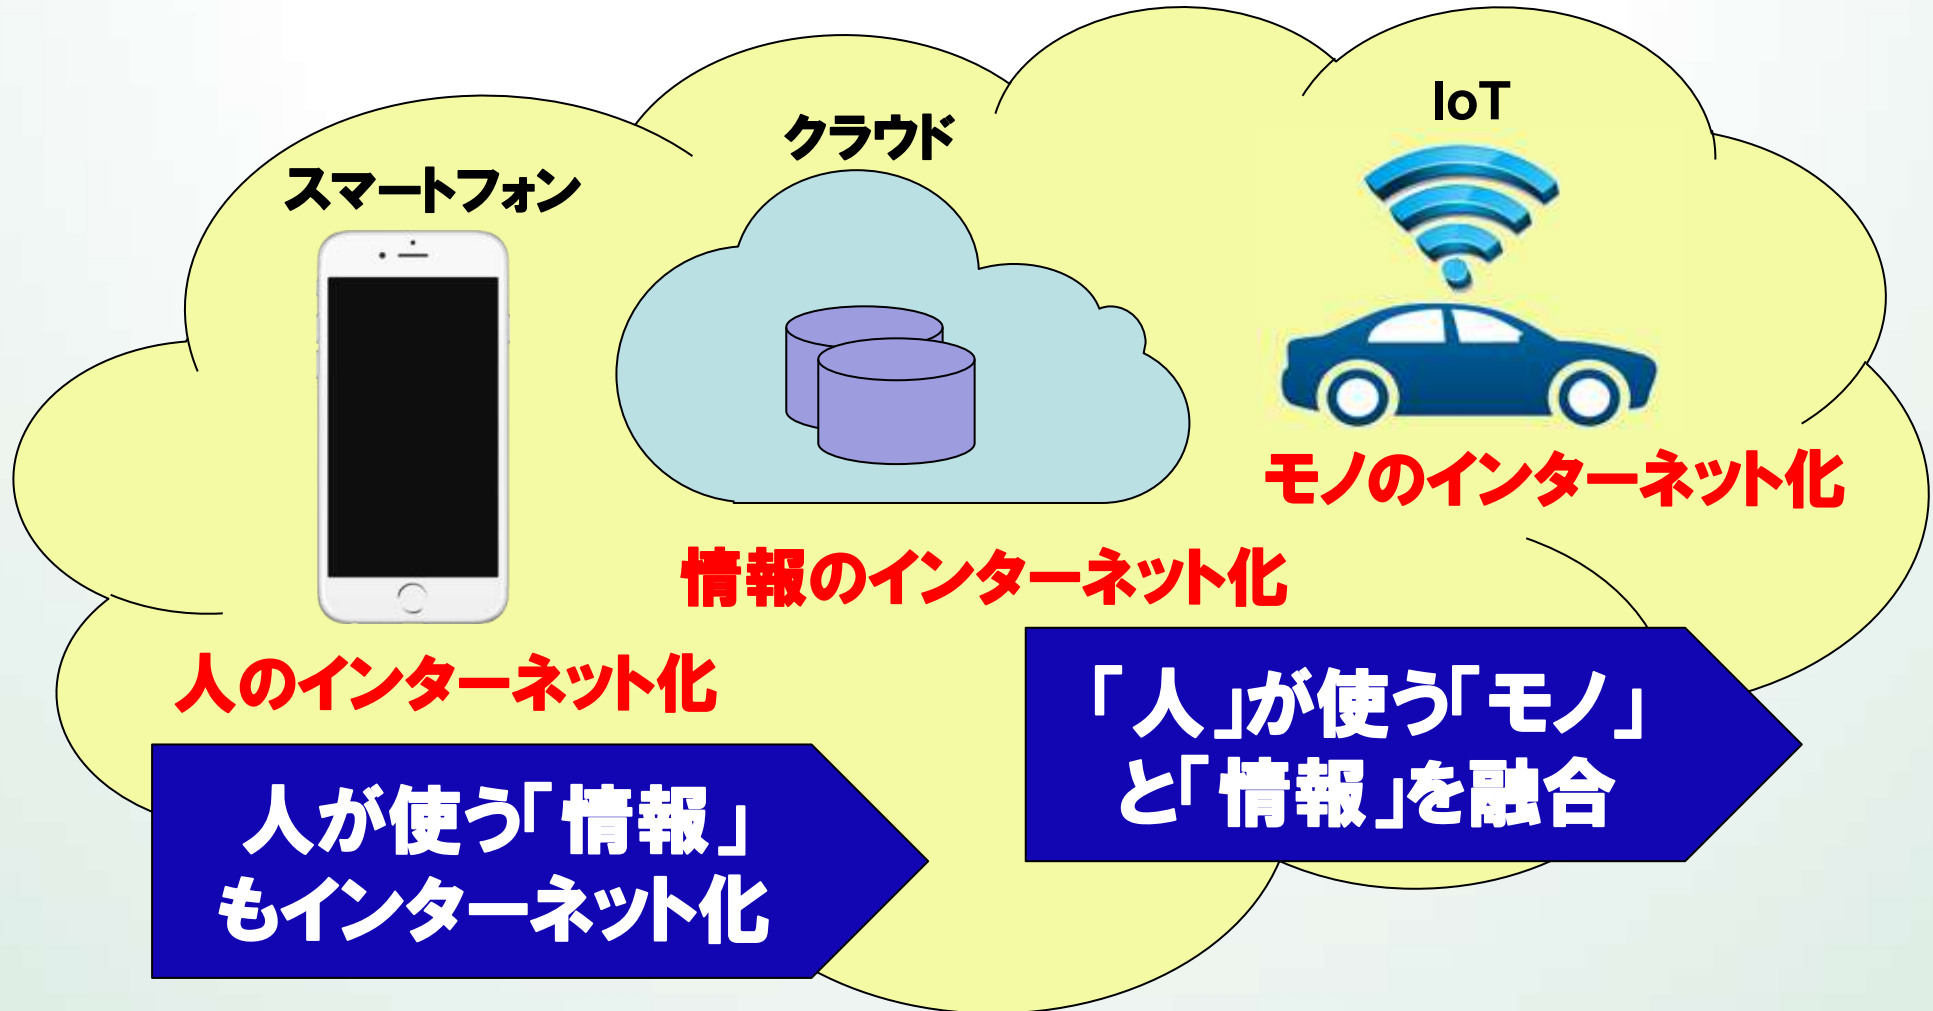 スマートフォン
クラウド
IoT
モノのインターネット化
情報のインターネット化
人のインターネット化
「人」が使う「モノ」
と「情報」を融合
人が使う「情報」
もインターネット化